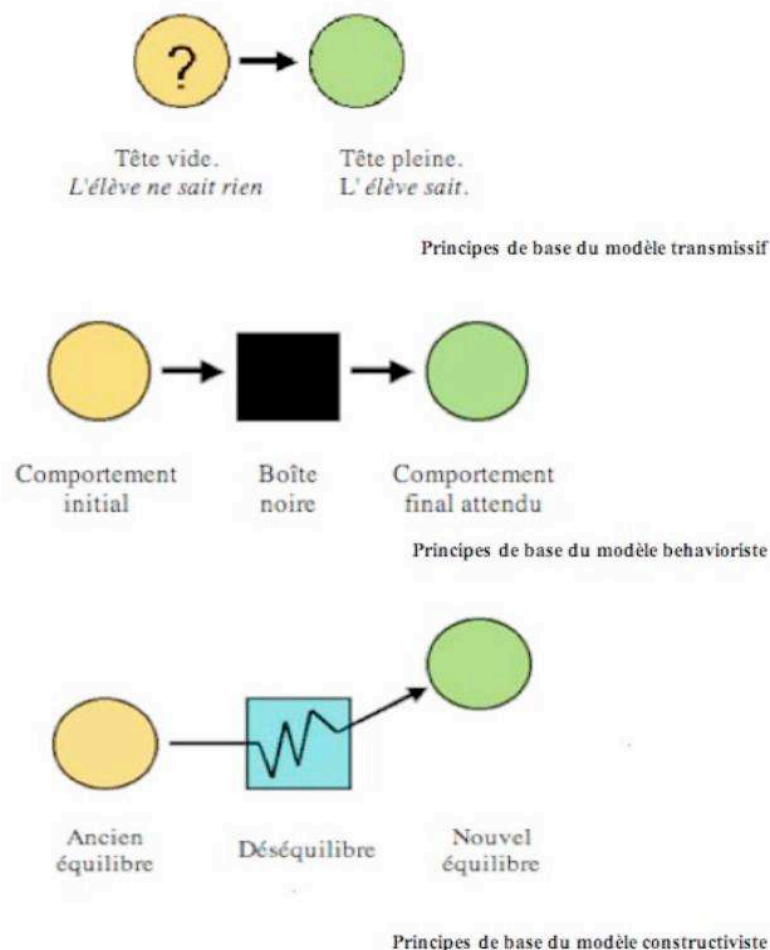 ?
Tête vide.
L'élève ne sait rien
Tête pleine.
L' élève sait.
Principes de base du modèle transmissif
Comportement
initial
Boîte
noire
Comportement
final attendu
Principes de base du modèle behavioriste
Ancien
équilibre
Déséquilibre
Nouvel
équilibre
Principes de base du modèle constructiviste